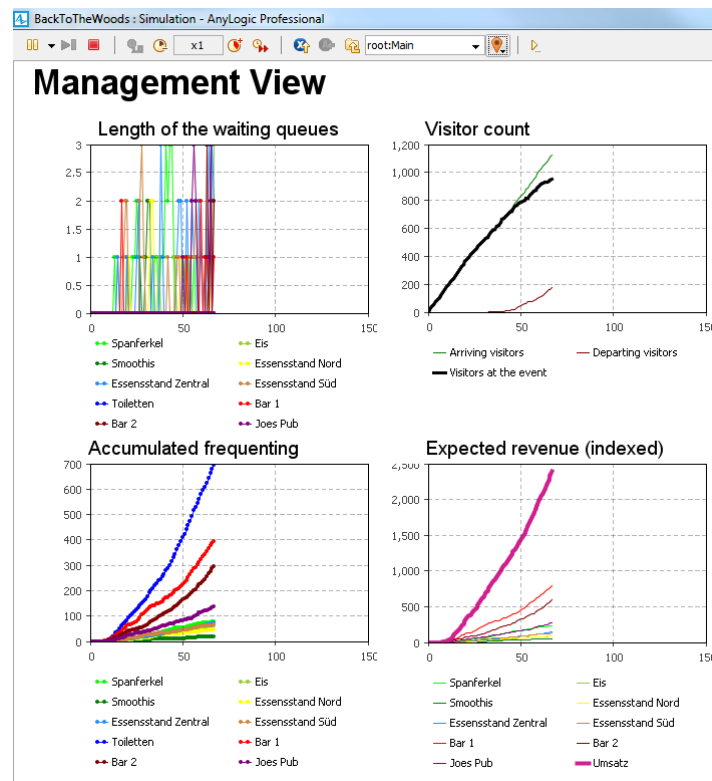 BackToTheWoods : Simulation - AnyLogic Professional
x1 root:Main
Management View
Length of the waiting queues
3
2.5
2
1.5
1
0.5
0
0 50 100 150
Spanferkel Eis
Smoothis Essensstand Nord
Essensstand Zentral Essensstand Süd
Toiletten Bar 1
Bar 2 Joes Pub
Visitor count
1,200
1,000
800
600
400
200
0
0 50 100 150
Arriving visitors Departing visitors
Visitors at the event
Accumulated frequenting
700
600
500
400
300
200
100
0
0 50 100 150
Spanferkel Eis
Smoothis Essensstand Nord
Essensstand Zentral Essensstand Süd
Toiletten Bar 1
Bar 2 Joes Pub
Expected revenue (indexed)
2,500
2,000
1,500
1,000
500
0
0 50 100 150
Spanferkel Eis
Smoothis Essensstand Nord
Essensstand Zentral Essensstand Süd
Bar 1 Bar 2
Joes Pub Umsatz